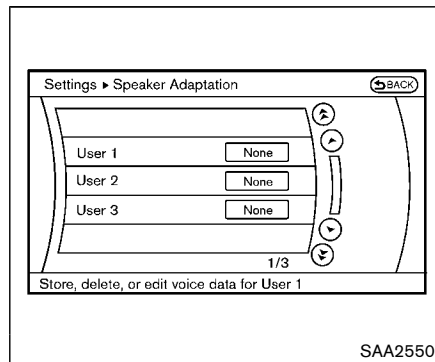 Settings ▸ Speaker Adaptation
BACK
User 1 None
User 2 None
User 3 None
1/3
Store, delete, or edit voice data for User 1
SAA2550